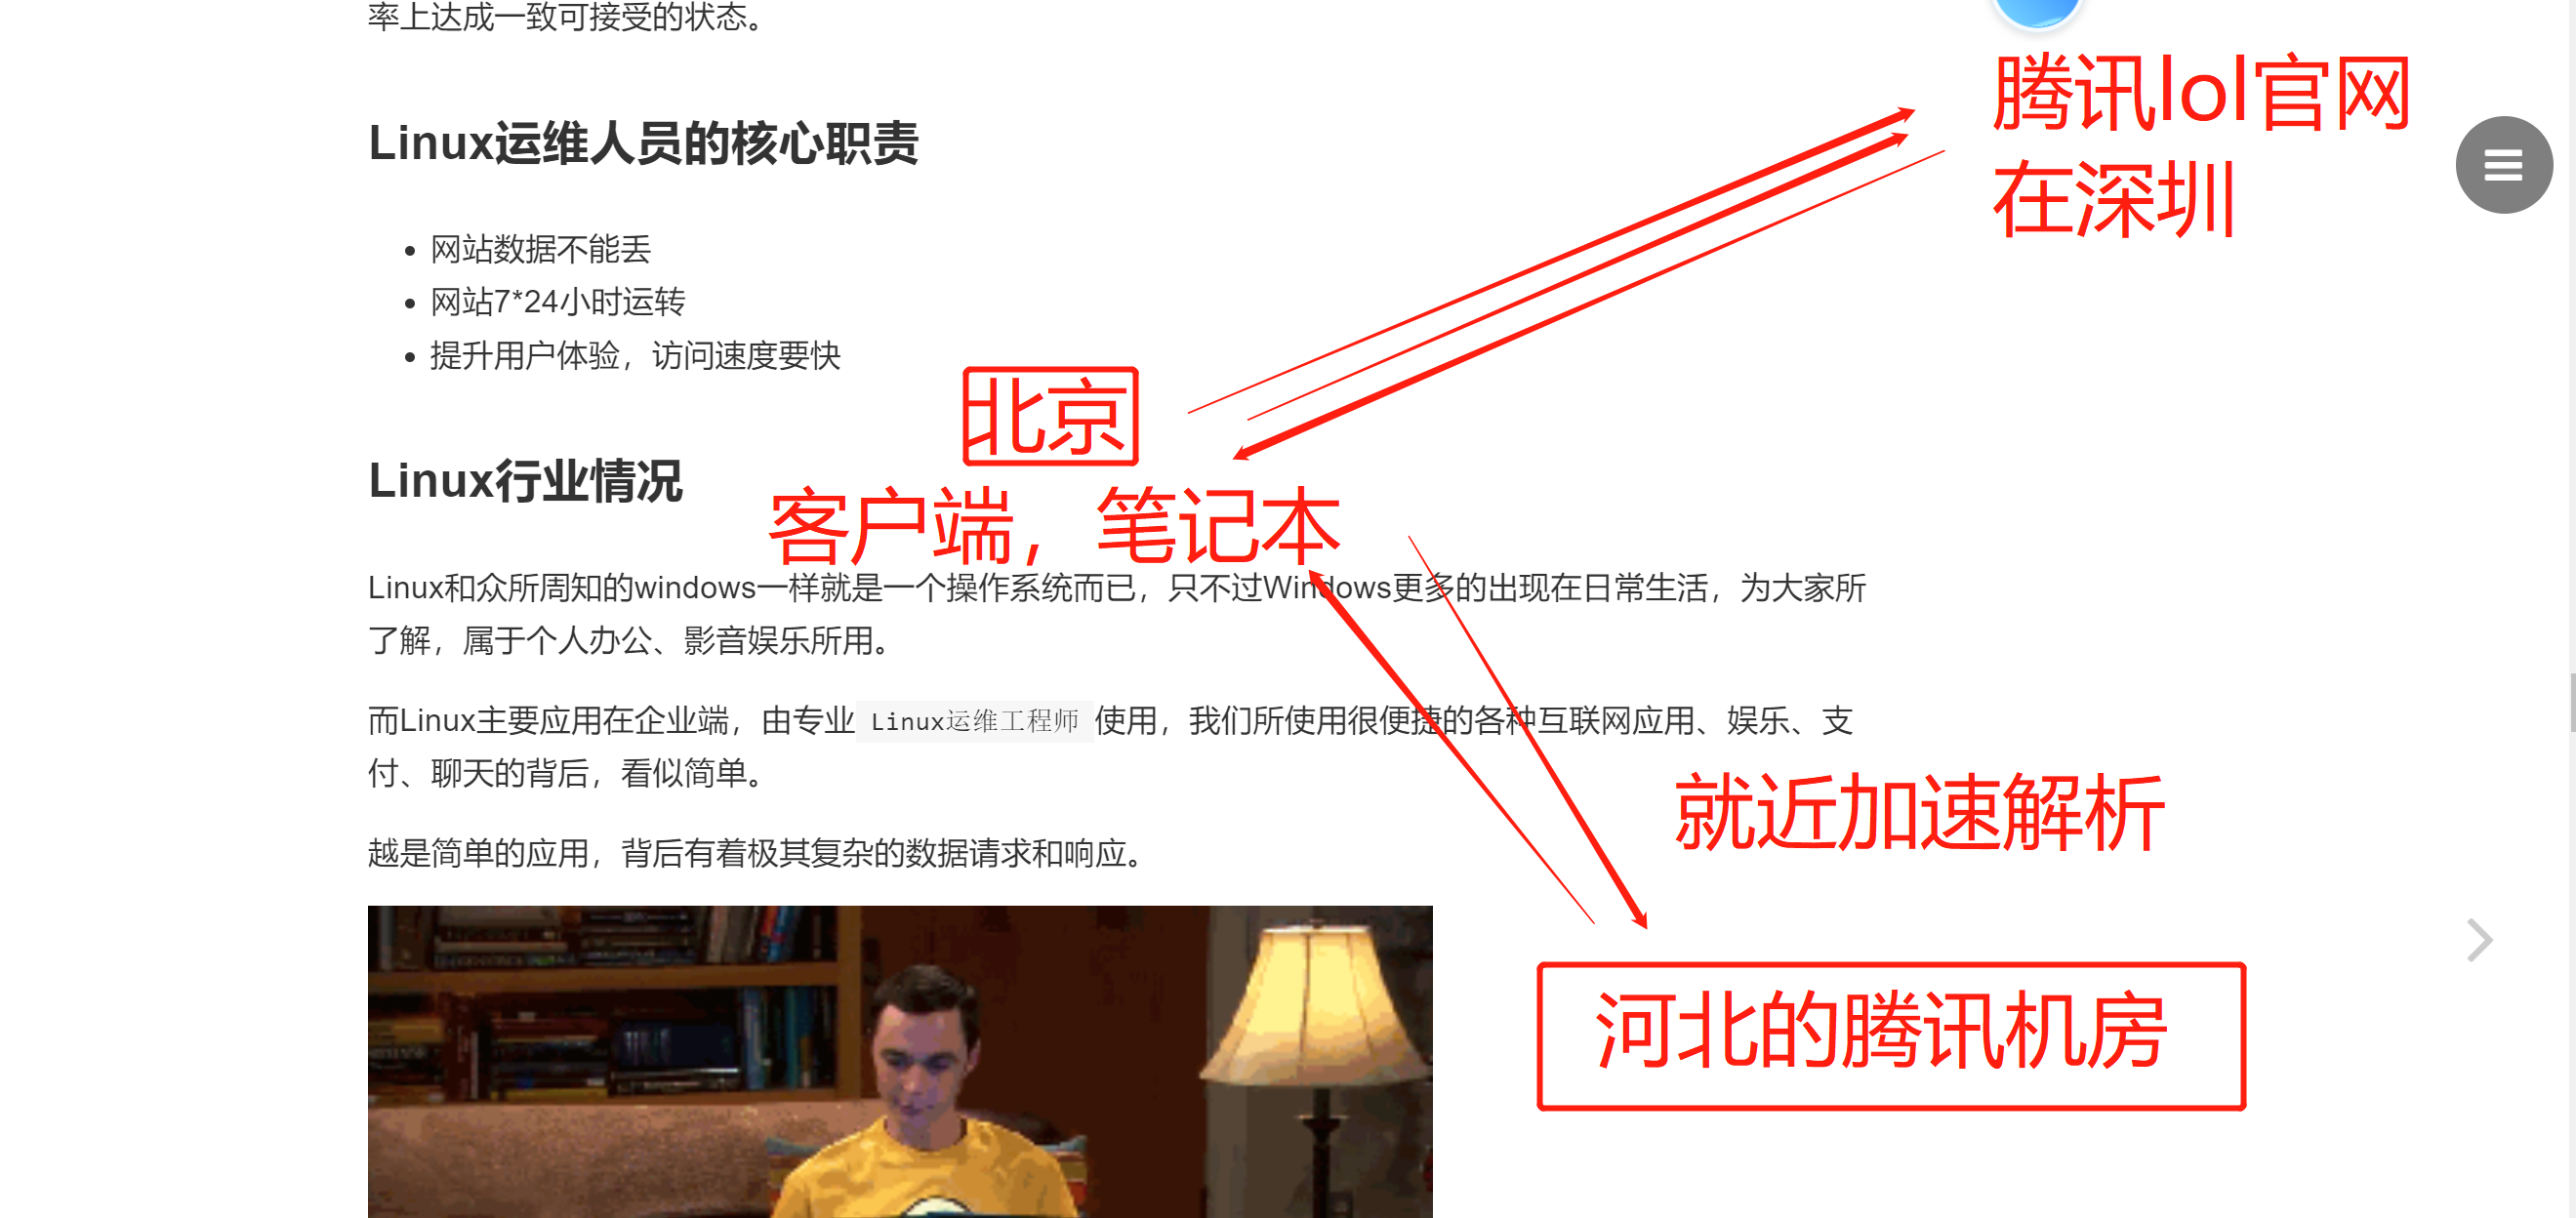 率上达成一致可接受的状态。
腾讯lol官网
在深圳
Linux运维人员的核心职责
网站数据不能丢
网站7*24小时运转
提升用户体验，访问速度要快
北京
Linux行业情况
客户端，笔记本
Linux和众所周知的windows一样就是一个操作系统而已，只不过Windows更多的出现在日常生活，为大家所
了解，属于个人办公、影音娱乐所用。
而Linux主要应用在企业端，由专业 Linux运维工程师 使用，我们所使用很便捷的各种互联网应用、娱乐、支
付、聊天的背后，看似简单。
就近加速解析
越是简单的应用，背后有着极其复杂的数据请求和响应。
河北的腾讯机房